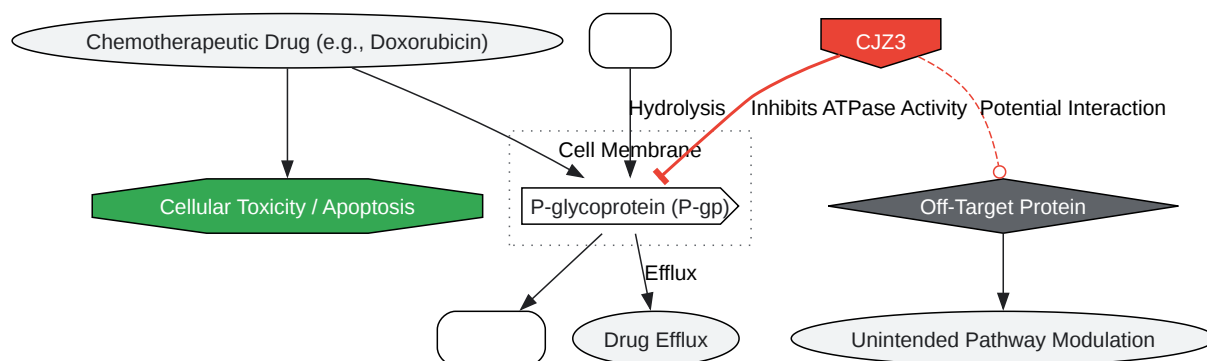 Chemotherapeutic Drug (e.g., Doxorubicin)
CJZ3
Hydrolysis
Inhibits ATPase Activity
Potential Interaction
Cell Membrane
Cellular Toxicity / Apoptosis
P-glycoprotein (P-gp)
Off-Target Protein
Efflux
Drug Efflux
Unintended Pathway Modulation